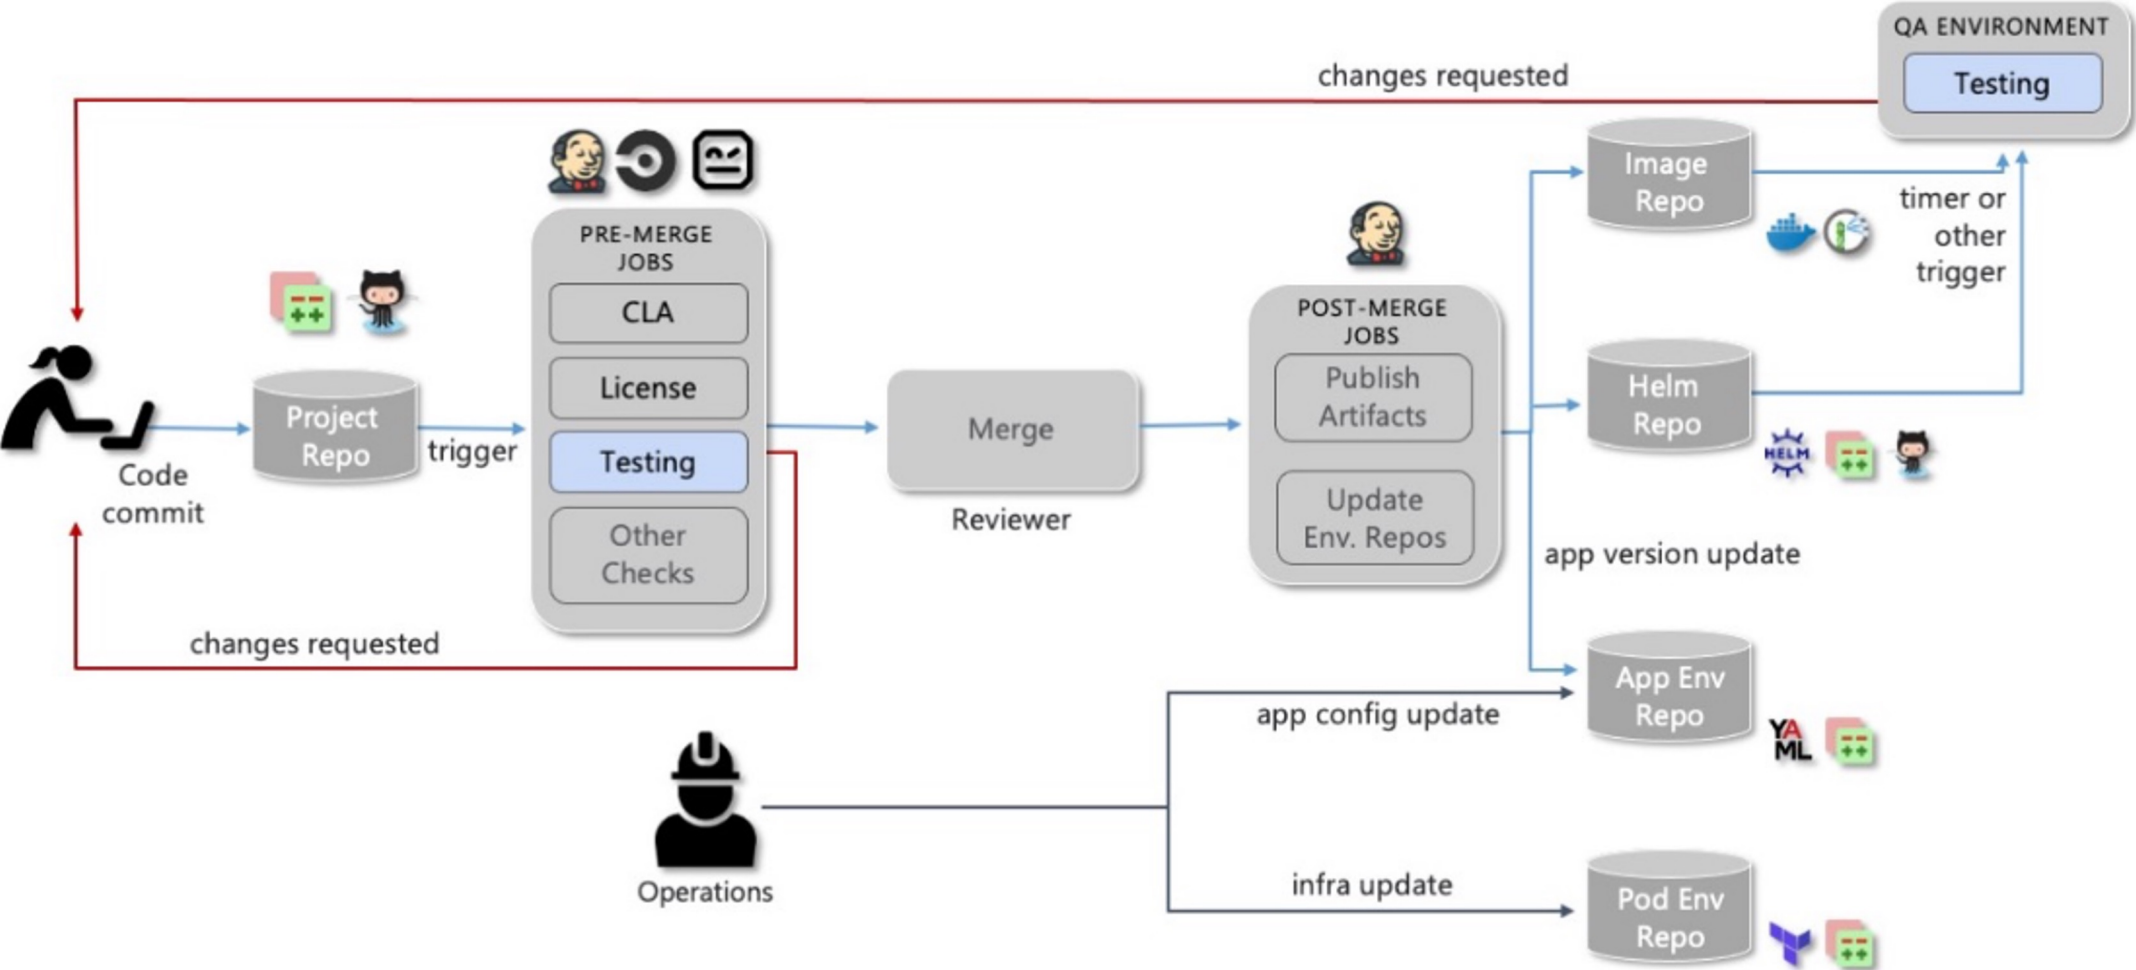 QA ENVIRONMENT
Testing
changes requested
Image
Repo
timer or
other
trigger
PRE-MERGE
JOBS
CLA
License
Testing
Other
Checks
POST-MERGE
JOBS
Publish
Artifacts
Update
Env. Repos
Helm
Repo
HELM
Project
Repo
trigger
Code
commit
Merge
Reviewer
app version update
changes requested
App Env
Repo
YA
ML
app config update
Operations
infra update
Pod Env
Repo